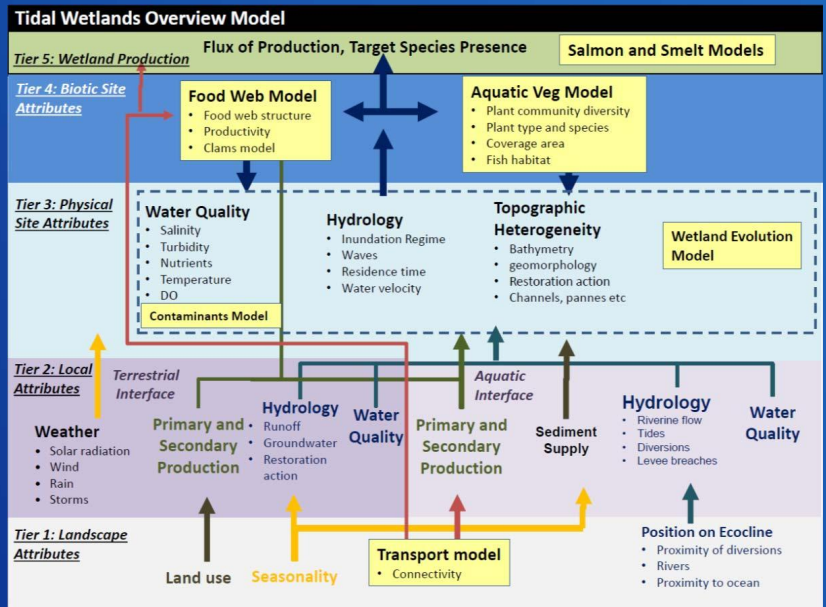 Tidal Wetlands Overview Model
Flux of Production, Target Species Presence
Salmon and Smelt Models
Tier 5: Wetland Production
Tier 4: Biotic Site
Attributes
Food Web Model
• Food web structure
• Productivity
• Clams model
Aquatic Veg Model
• Plant community diversity
• Plant type and species
• Coverage area
• Fish habitat
Tier 3: Physical
Site Attributes
Water Quality
• Salinity
• Turbidity
• Nutrients
• Temperature
• DO
Contaminants Model
Hydrology
• Inundation Regime
• Waves
• Residence time
• Water velocity
Topographic
Heterogeneity
• Bathymetry
• geomorphology
• Restoration action
• Channels, pannes etc
Wetland Evolution
Model
Tier 2: Local
Attributes
Terrestrial
Interface
Aquatic
Interface
Weather
• Solar radiation
• Wind
• Rain
• Storms
Primary and
Secondary
Production
Hydrology
• Runoff
• Groundwater
• Restoration
action
Water
Quality
Primary and
Secondary
Production
Sediment
Supply
Hydrology
• Riverine flow
• Tides
• Diversions
• Levee breaches
Water
Quality
Tier 1: Landscape
Attributes
Land use
Seasonality
Transport model
• Connectivity
Position on Ecocline
• Proximity of diversions
• Rivers
• Proximity to ocean